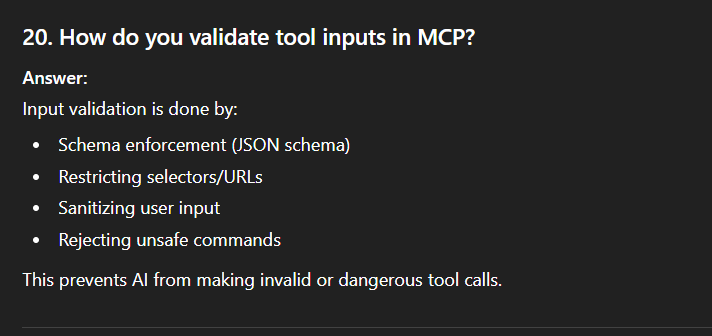 20. How do you validate tool inputs in MCP?
Answer:
Input validation is done by:
• Schema enforcement (JSON schema)
• Restricting selectors/URLs
• Sanitizing user input
• Rejecting unsafe commands
This prevents AI from making invalid or dangerous tool calls.